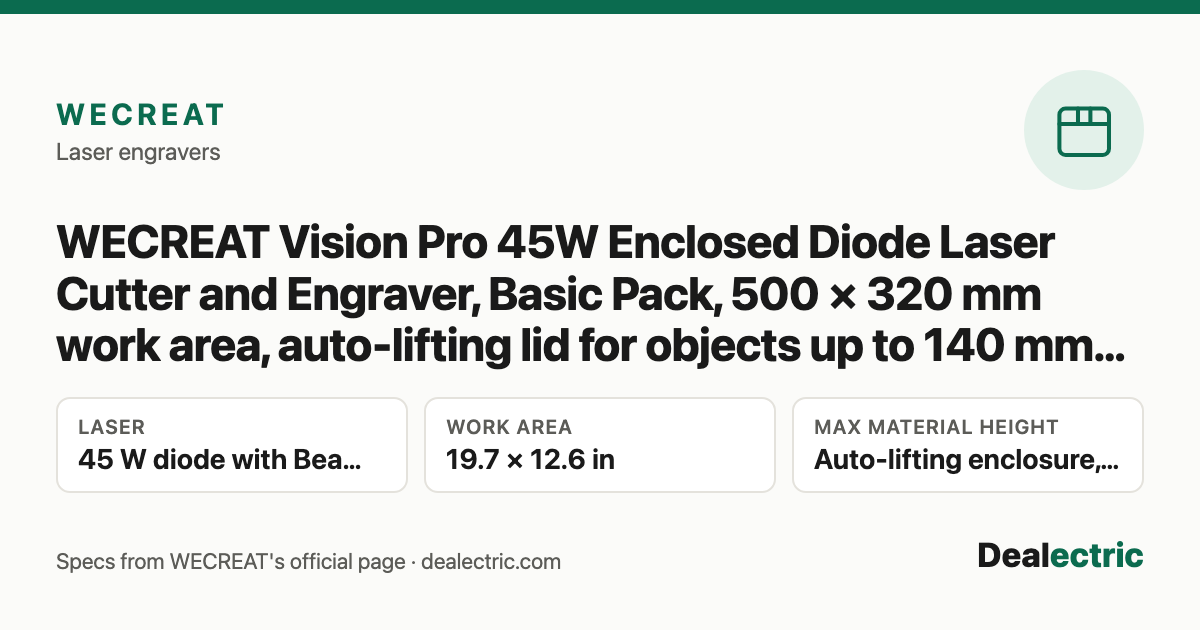 WECREAT
Laser engravers
WECREAT Vision Pro 45W Enclosed Diode Laser
Cutter and Engraver, Basic Pack, 500 × 320 mm
work area, auto-lifting lid for objects up to 140 mm...
LASER
45 W diode with Bea...
WORK AREA
19.7 × 12.6 in
MAX MATERIAL HEIGHT
Auto-lifting enclosure,...
Specs from WECREAT's official page · dealectric.com
Dealectric